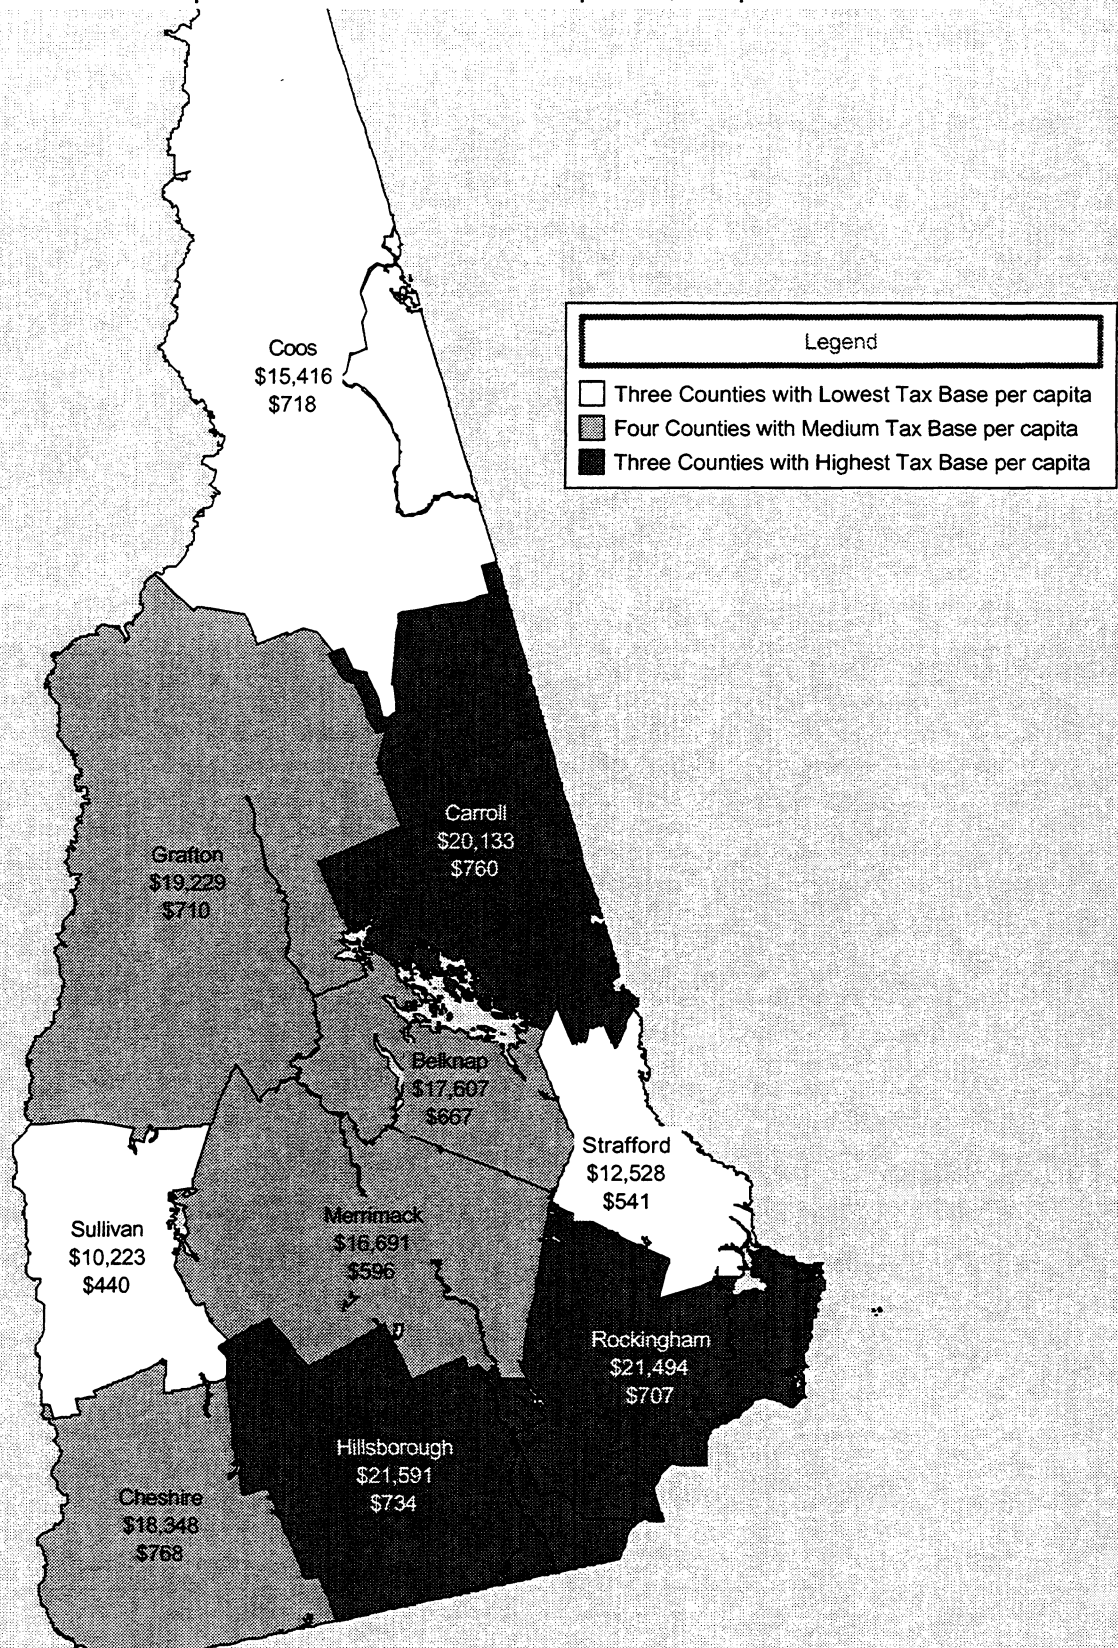 Coos
$15,416
$718
Legend
Three Counties with Lowest Tax Base per capita
Four Counties with Medium Tax Base per capita
Three Counties with Highest Tax Base per capita
Carroll
$20,133
$760
Grafton
$19,229
$710
Belknap
$17,607
$667
Strafford
$12,528
$541
Merrimack
$16,691
$596
Sullivan
$10,223
$440
Rockingham
$21,494
$707
Hillsborough
$21,591
$734
Cheshire
$18,348
$768